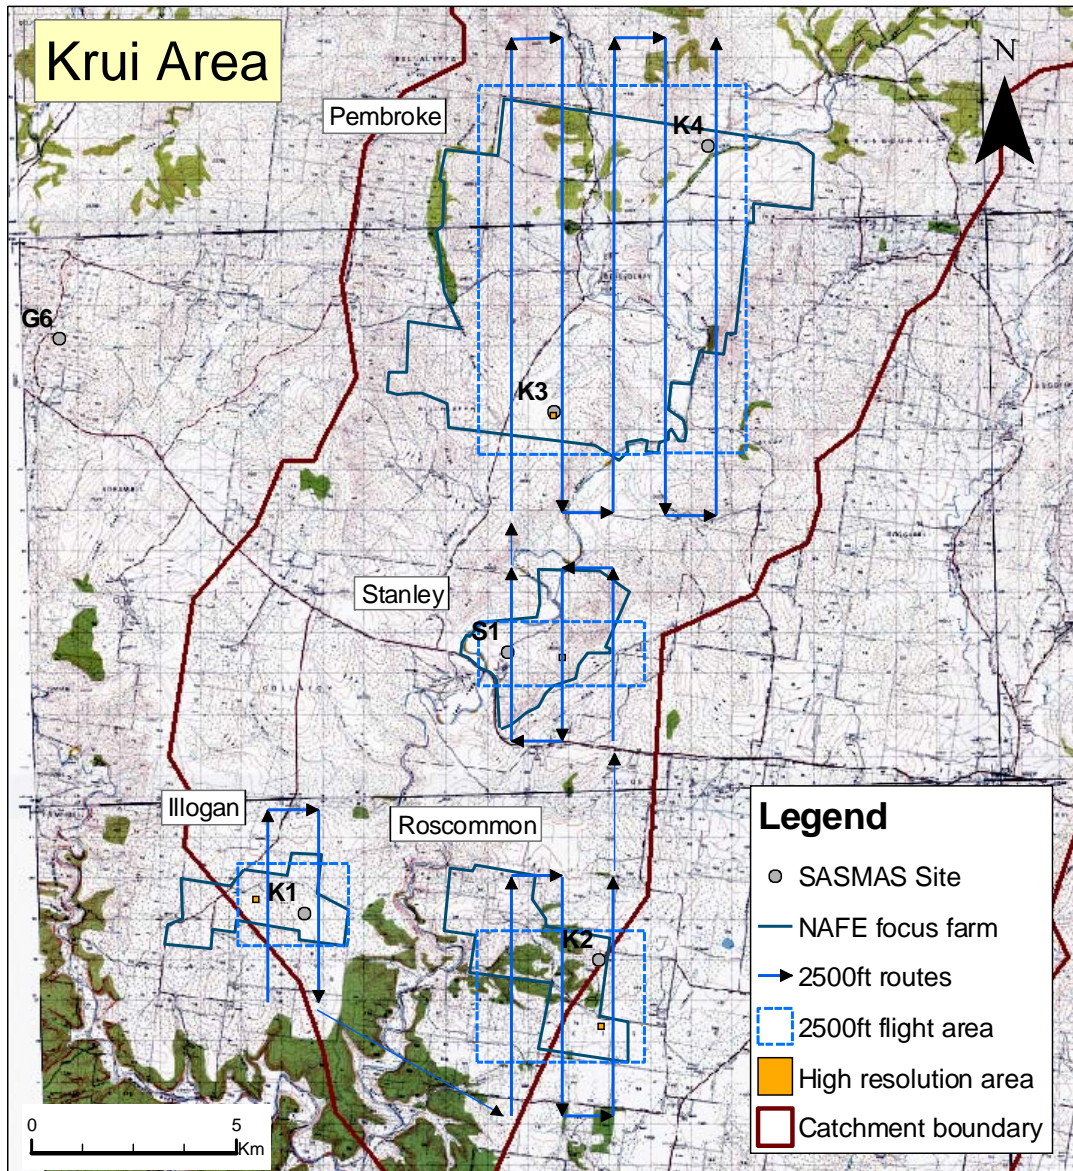 Krui Area
N
Pembroke
K4
G6
K3
Stanley
S1
Illogan
Roscommon
K1
K2
Legend
SASMAS Site
NAFE focus farm
2500ft routes
2500ft flight area
High resolution area
Catchment boundary
0 5
Km